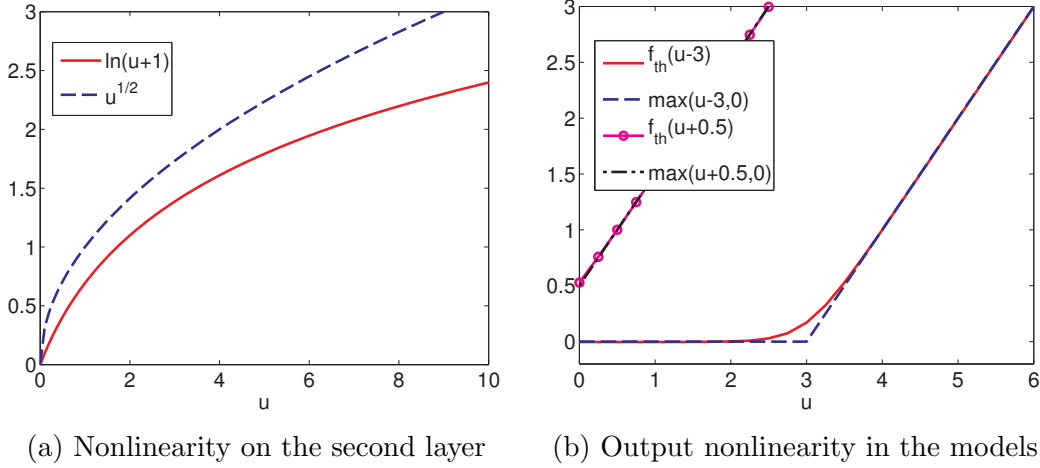 3
2.5
2
1.5
1
0.5
0
0
2
4
6
8
10
u
ln(u+1)
u^{1/2}
(a) Nonlinearity on the second layer
3
2.5
2
1.5
1
0.5
0
0
1
2
3
4
5
6
u
f_{th}(u-3)
max(u-3,0)
f_{th}(u+0.5)
max(u+0.5,0)
(b) Output nonlinearity in the models